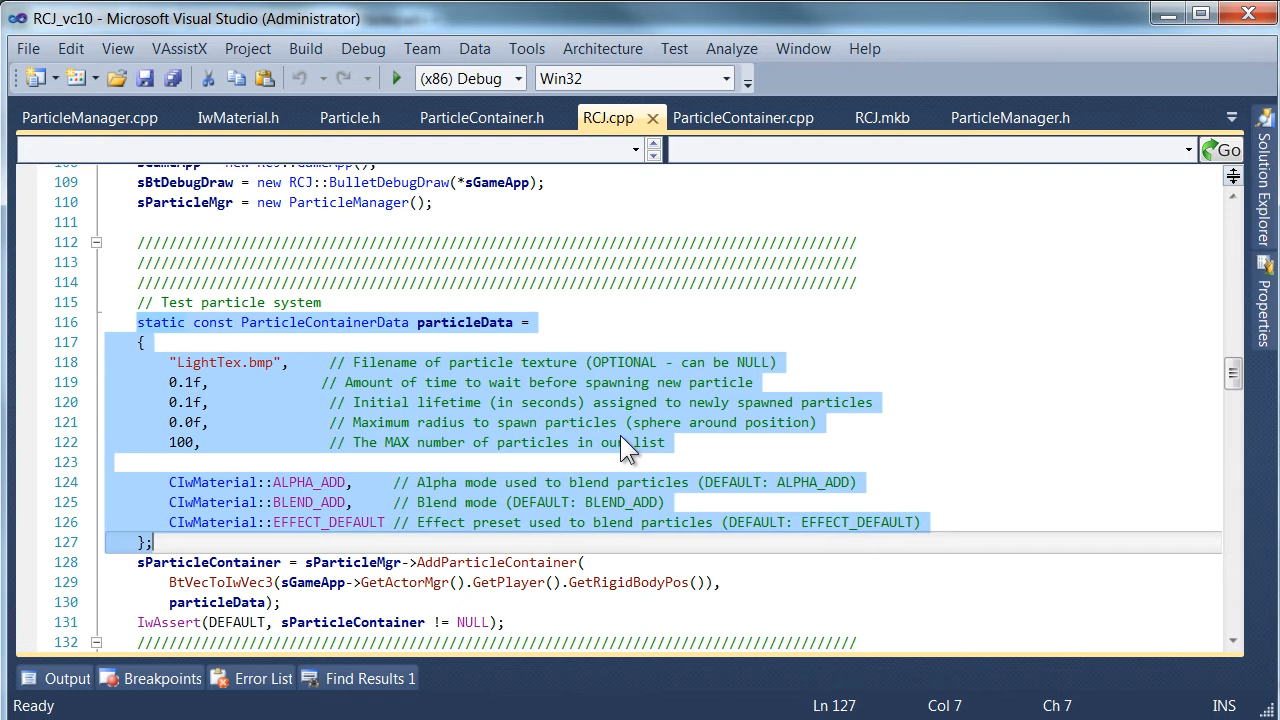 RCJ_vc10 - Microsoft Visual Studio (Administrator)
File Edit View VAssistX Project Build Debug Team Data Tools Architecture Test Analyze Window Help
(x86) Debug Win32
ParticleManager.cpp IwMaterial.h Particle.h ParticleContainer.h RCJ.cpp ParticleContainer.cpp RCJ.mkb ParticleManager.h
Go
109 sBtDebugDraw = new RCJ::BulletDebugDraw(*sGameApp);
110 sParticleMgr = new ParticleManager();
111
112 //////////////////////////////////////////////////////////////////////////////////////////
113 //////////////////////////////////////////////////////////////////////////////////////////
114 //////////////////////////////////////////////////////////////////////////////////////////
115 // Test particle system
116 static const ParticleContainerData particleData =
117 {
118 "LightTex.bmp", // Filename of particle texture (OPTIONAL - can be NULL)
119 0.1f, // Amount of time to wait before spawning new particle
120 0.1f, // Initial lifetime (in seconds) assigned to newly spawned particles
121 0.0f, // Maximum radius to spawn particles (sphere around position)
122 100, // The MAX number of particles in our list
123
124 CIwMaterial::ALPHA_ADD, // Alpha mode used to blend particles (DEFAULT: ALPHA_ADD)
125 CIwMaterial::BLEND_ADD, // Blend mode (DEFAULT: BLEND_ADD)
126 CIwMaterial::EFFECT_DEFAULT // Effect preset used to blend particles (DEFAULT: EFFECT_DEFAULT)
127 };
128 sParticleContainer = sParticleMgr->AddParticleContainer(
129 BtVecToIwVec3(sGameApp->GetActorMgr().GetPlayer().GetRigidBodyPos()),
130 particleData);
131 IwAssert(DEFAULT, sParticleContainer != NULL);
132 //////////////////////////////////////////////////////////////////////////////////////////
Solution Explorer
Properties
Output Breakpoints Error List Find Results 1
Ready Ln 127 Col 7 Ch 7 INS